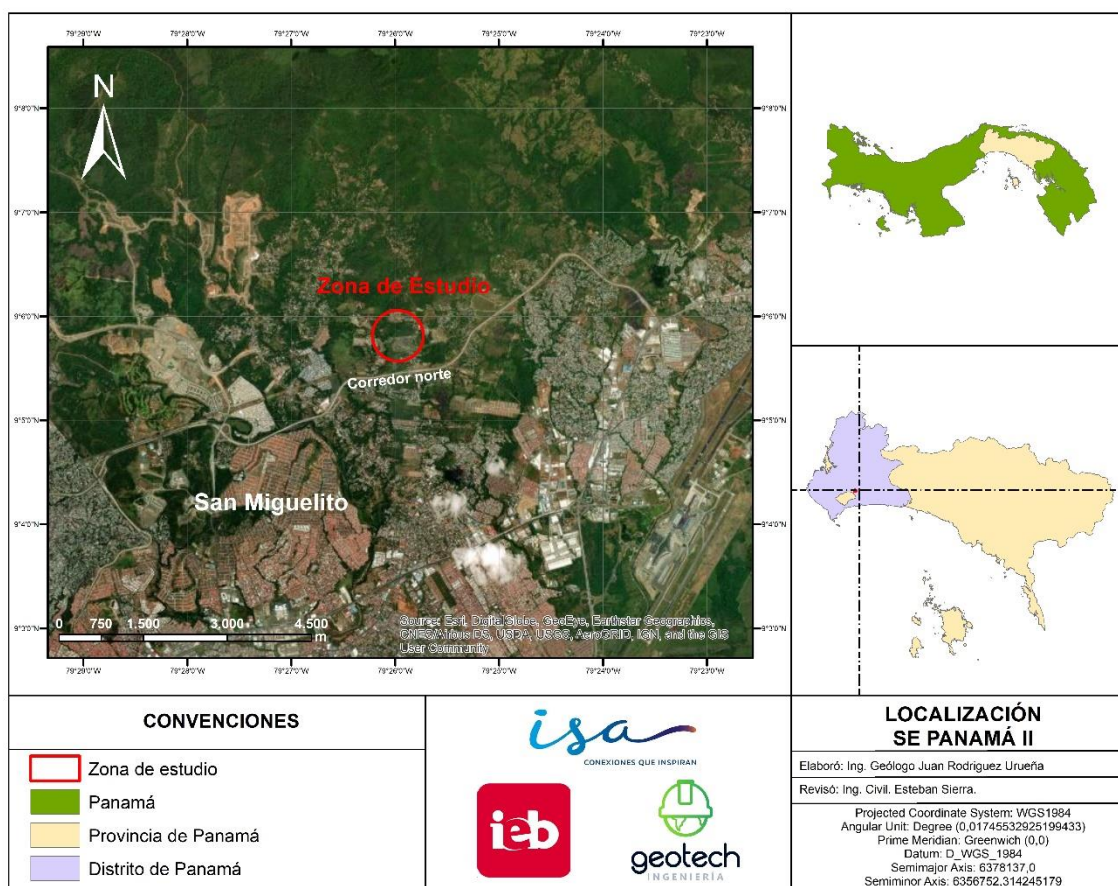 79°29'0"W 79°28'0"W 79°27'0"W 79°26'0"W 79°25'0"W 79°24'0"W 79°23'0"W
N
9°8'0"N 9°8'0"N
9°7'0"N 9°7'0"N
Zona de Estudio
9°6'0"N 9°6'0"N
Corredor norte
9°5'0"N 9°5'0"N
San Miguelito
9°4'0"N 9°4'0"N
0 750 1.500 3.000 4.500
m
Source: Esri, DigitalGlobe, GeoEye, Earthstar Geographics,
CNES/Airbus DS, USDA, USGS, AeroGRID, IGN, and the GIS
User Community
9°3'0"N 9°3'0"N
79°29'0"W 79°28'0"W 79°27'0"W 79°26'0"W 79°25'0"W 79°24'0"W 79°23'0"W
CONVENCIONES
Zona de estudio
Panamá
Provincia de Panamá
Distrito de Panamá
isa
CONEXIONES QUE INSPIRAN
ieb
geotech
INGENIERÍA
LOCALIZACIÓN
SE PANAMÁ II
Elaboró: Ing. Geólogo Juan Rodriguez Urueña
Revisó: Ing. Civil. Esteban Sierra.
Projected Coordinate System: WGS1984
Angular Unit: Degree (0,01745532925199433)
Prime Meridian: Greenwich (0,0)
Datum: D_WGS_1984
Semimajor Axis: 6378137,0
Semiminor Axis: 6356752,314245179